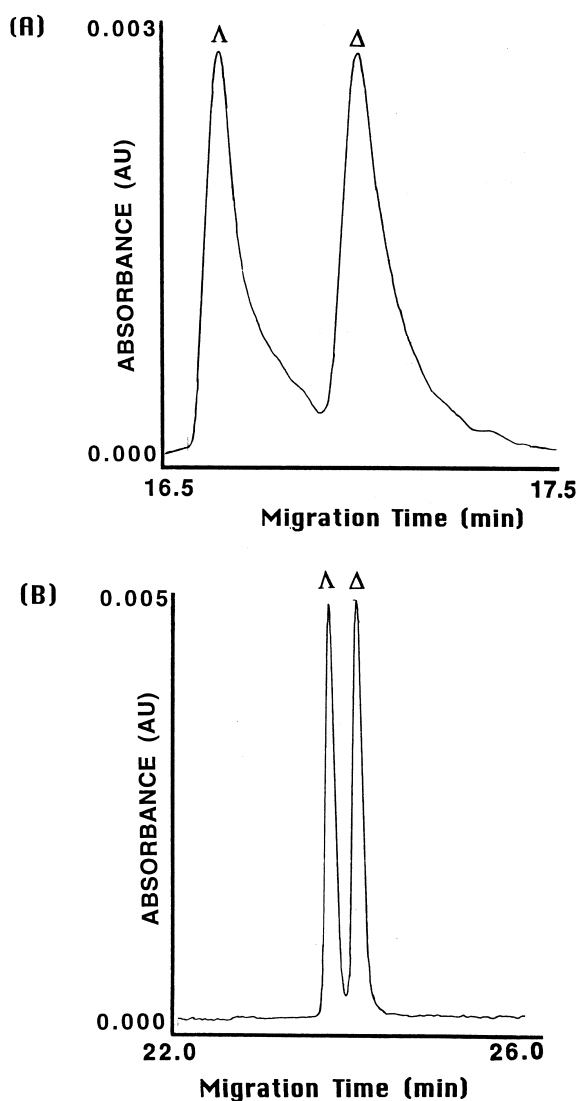 (A)
0.003
Λ Δ
ABSORBANCE (AU)
0.000
16.5 17.5
Migration Time (min)
(B)
0.005
Λ Δ
ABSORBANCE (AU)
0.000
22.0 26.0
Migration Time (min)